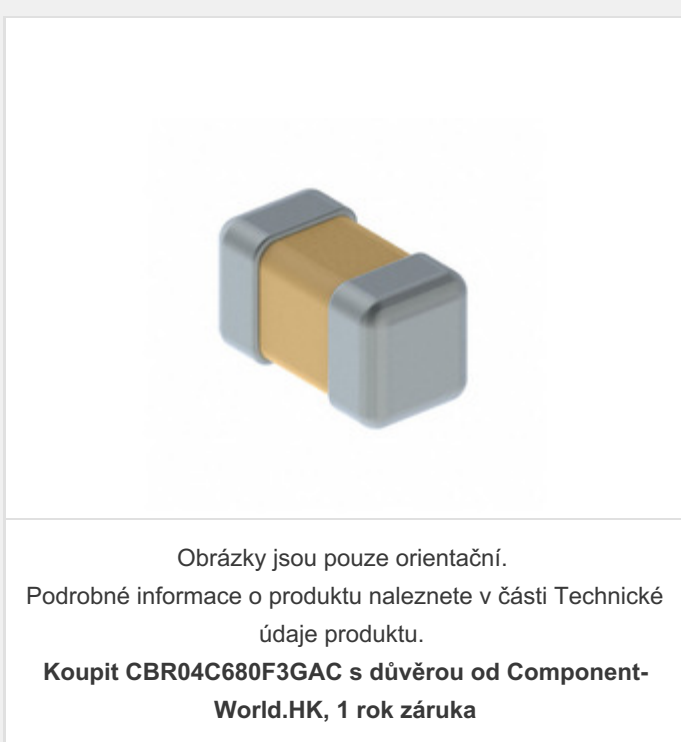 Obrázky jsou pouze orientační.
Podrobné informace o produktu naleznete v části Technické
údaje produktu.
Koupit CBR04C680F3GAC s důvěrou od Component-
World.HK, 1 rok záruka